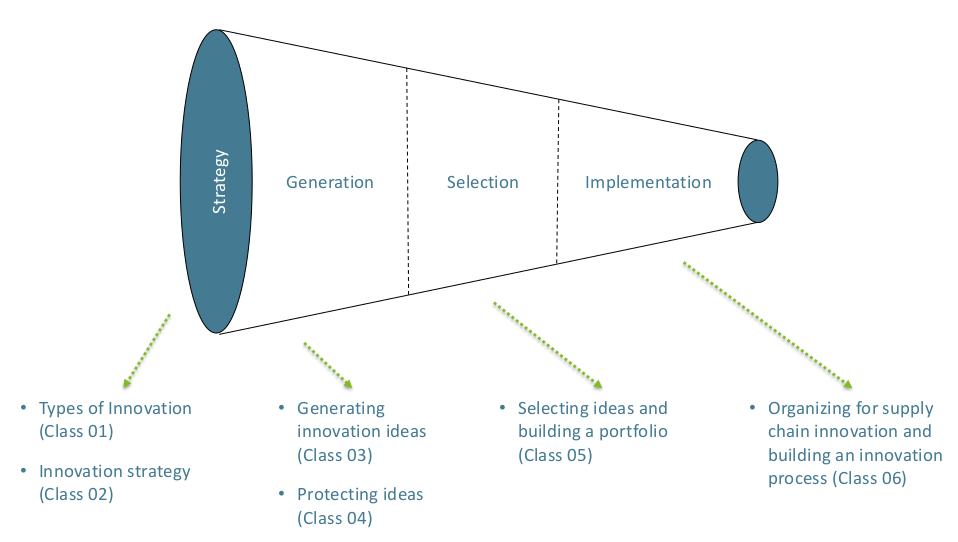 Strategy
Generation
Selection
Implementation
• Types of Innovation
(Class 01)
• Innovation strategy
(Class 02)
• Generating
innovation ideas
(Class 03)
• Protecting ideas
(Class 04)
• Selecting ideas and
building a portfolio
(Class 05)
• Organizing for supply
chain innovation and
building an innovation
process (Class 06)